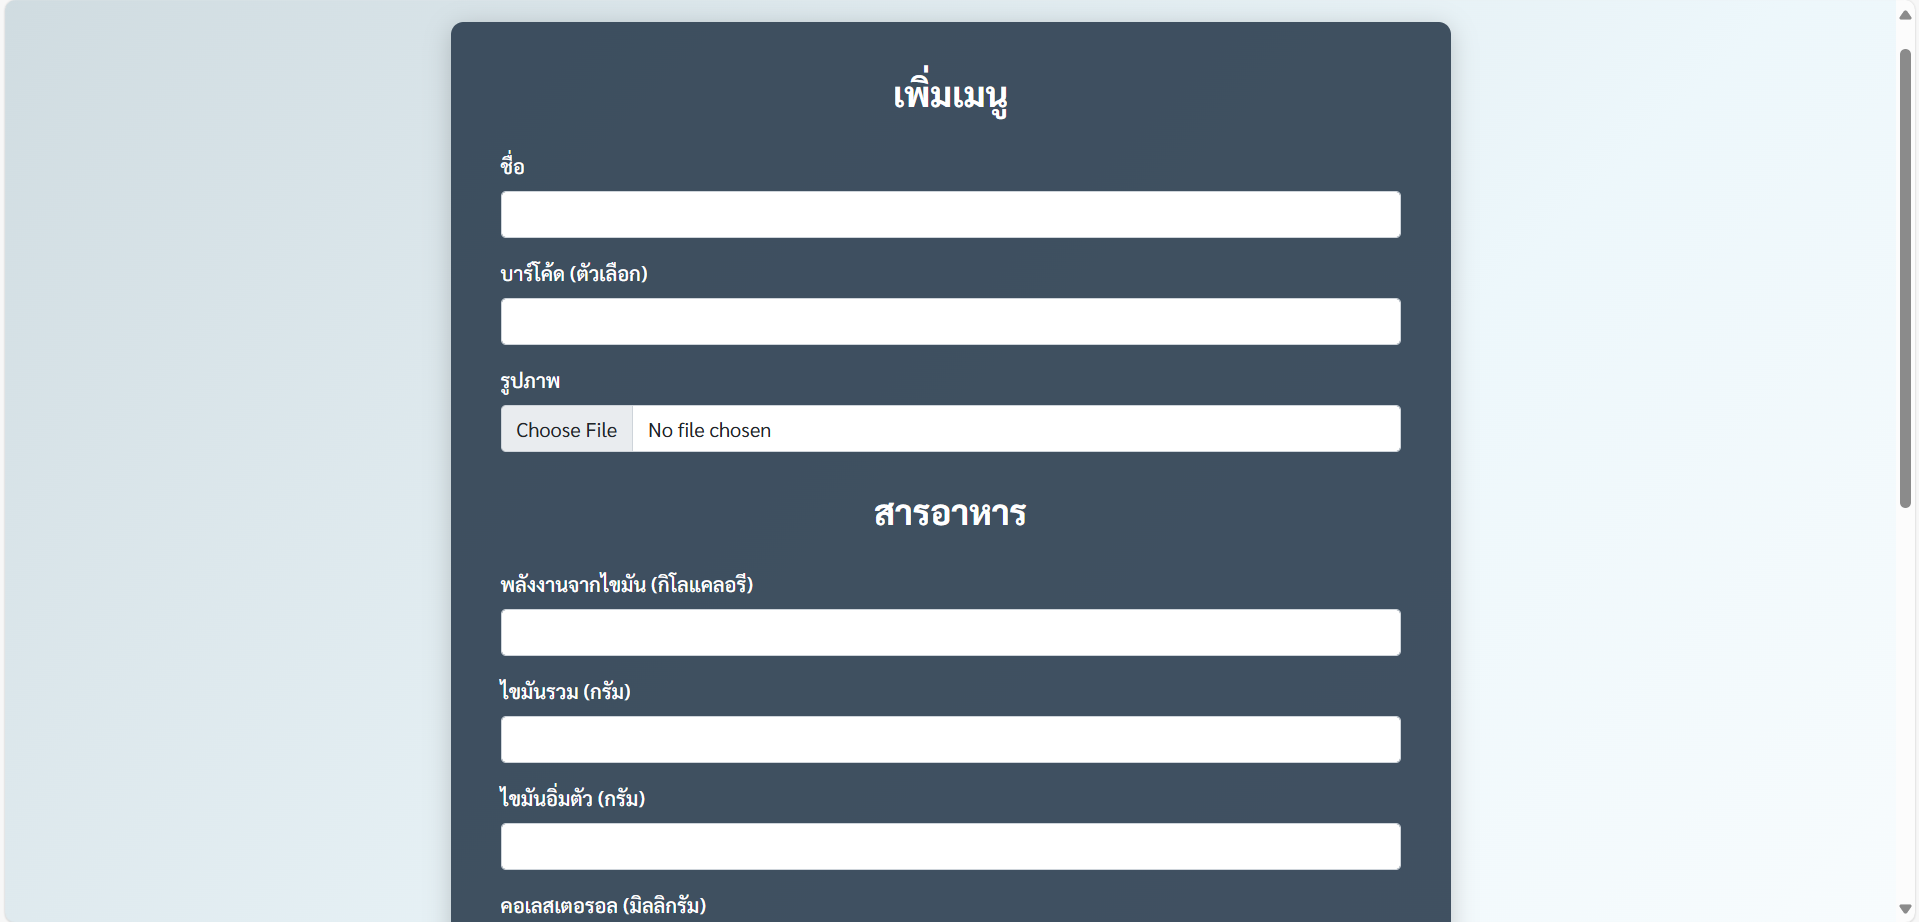 เพิ่มเมนู
ชื่อ
บาร์โค้ด (ตัวเลือก)
รูปภาพ
Choose File No file chosen
สารอาหาร
พลังงานจากไขมัน (กิโลแคลอรี)
ไขมันรวม (กรัม)
ไขมันอิ่มตัว (กรัม)
คอเลสเตอรอล (มิลลิกรัม)